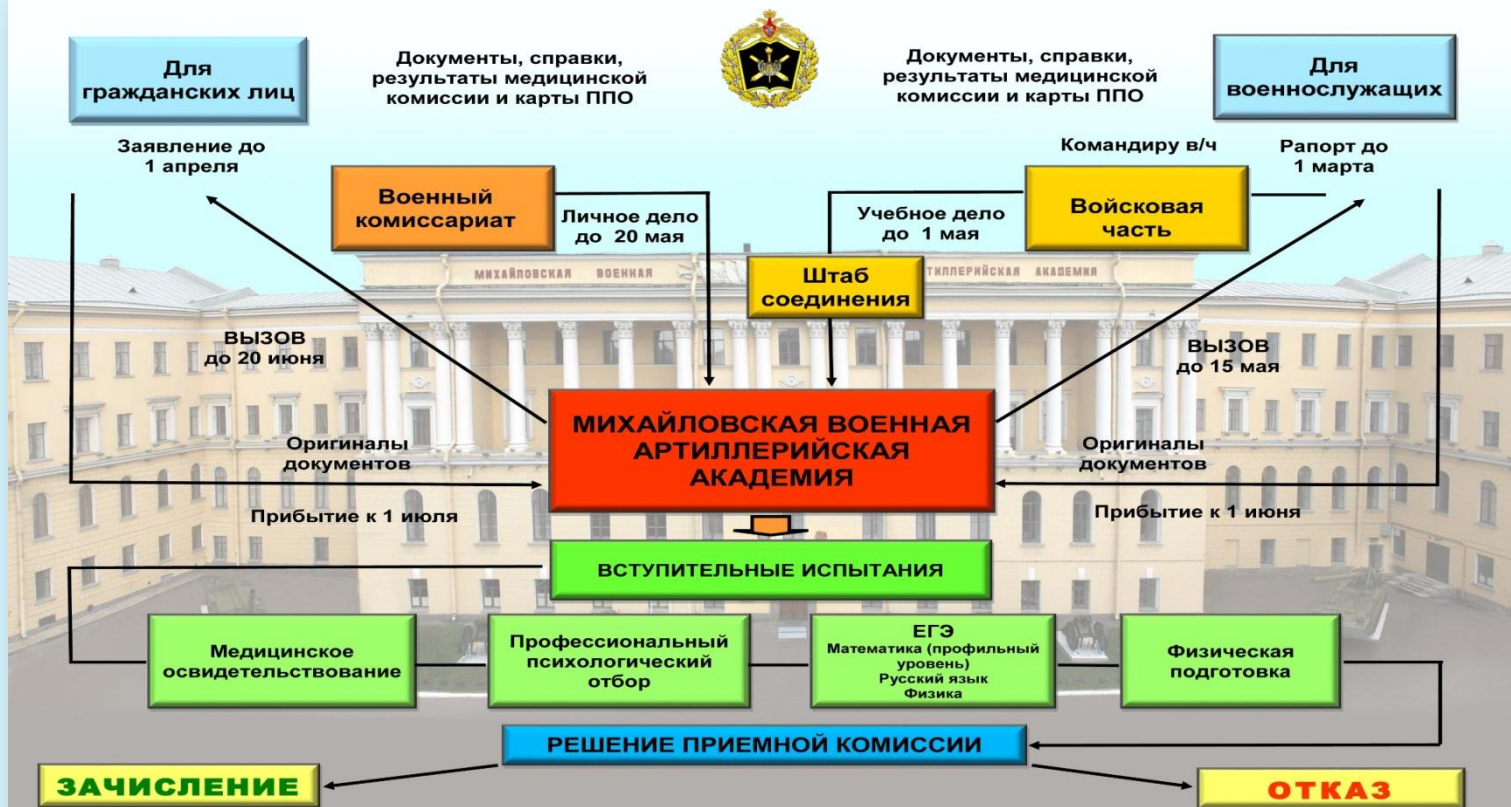 Для
гражданских лиц
Документы, справки,
результаты медицинской
комиссии и карты ППО
Документы, справки,
результаты медицинской
комиссии и карты ППО
Для
военнослужащих
Заявление до
1 апреля
Командиру в/ч
Рапорт до
1 марта
Военный
комиссариат
Личное дело
до 20 мая
Учебное дело
до 1 мая
Войсковая
часть
МИХАЙЛОВСКАЯ ВОЕННАЯ ТИЛЛЕРИЙСКАЯ АКАДЕМИЯ
Штаб
соединения
ВЫЗОВ
до 20 июня
ВЫЗОВ
до 15 мая
МИХАЙЛОВСКАЯ ВОЕННАЯ
АРТИЛЛЕРИЙСКАЯ
АКАДЕМИЯ
Оригиналы
документов
Оригиналы
документов
Прибытие к 1 июля
Прибытие к 1 июня
ВСТУПИТЕЛЬНЫЕ ИСПЫТАНИЯ
Медицинское
освидетельствование
Профессиональный
психологический
отбор
ЕГЭ
Математика (профильный
уровень)
Русский язык
Физика
Физическая
подготовка
РЕШЕНИЕ ПРИЕМНОЙ КОМИССИИ
ЗАЧИСЛЕНИЕ
ОТКАЗ